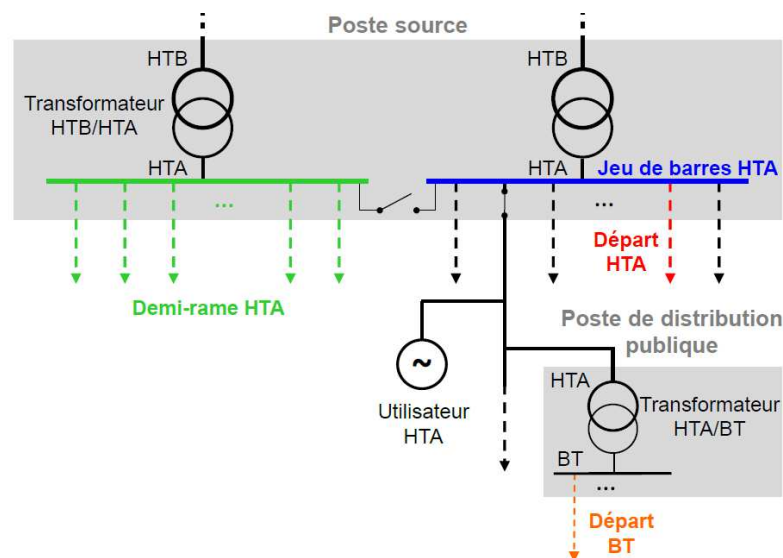 Poste source
HTB
HTB
Transformateur
HTB/HTA
HTA
HTA
Jeu de barres HTA
...
...
Départ
HTA
Demi-rame HTA
Poste de distribution
publique
~
HTA
Utilisateur
HTA
Transformateur
HTA/BT
BT
...
Départ
BT